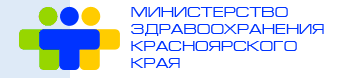 МИНИСТЕРСТВО
ЗДРАВООХРАНЕНИЯ
КРАСНОЯРСКОГО
КРАЯ